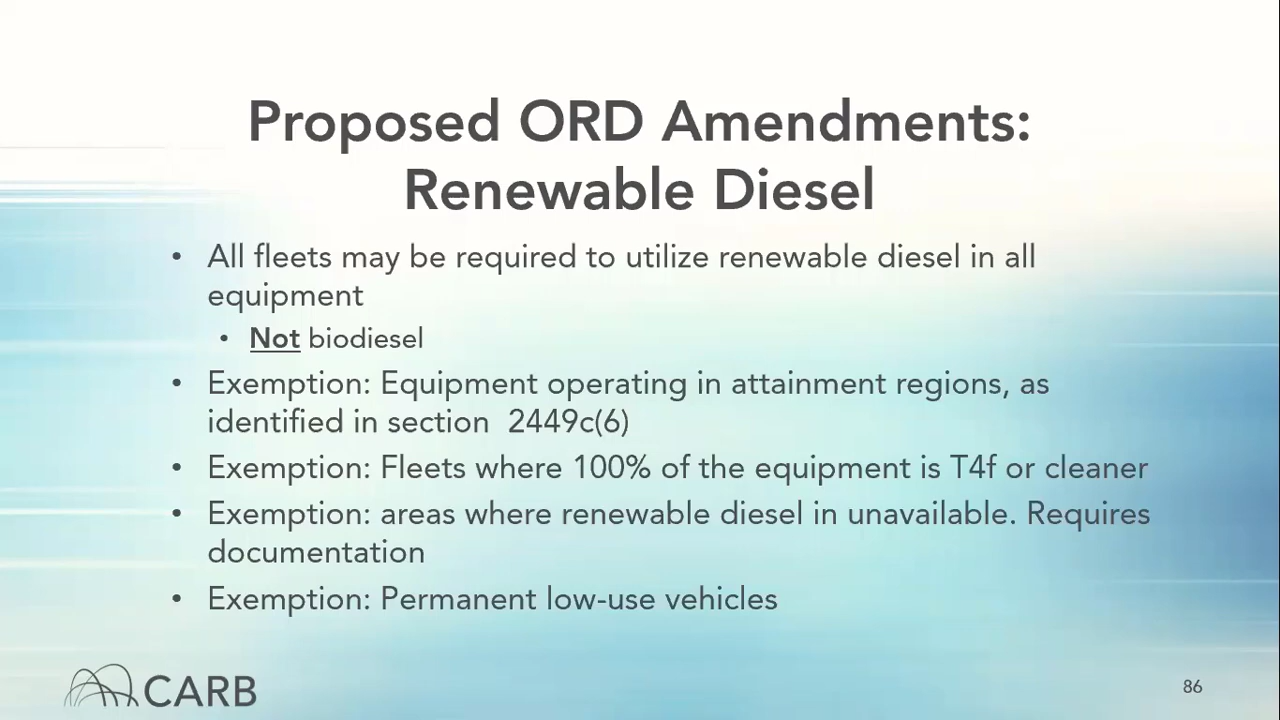 Proposed ORD Amendments:
Renewable Diesel
• All fleets may be required to utilize renewable diesel in all
equipment
• Not biodiesel
• Exemption: Equipment operating in attainment regions, as
identified in section  2449c(6)
• Exemption: Fleets where 100% of the equipment is T4f or cleaner
• Exemption: areas where renewable diesel in unavailable. Requires
documentation
• Exemption: Permanent low-use vehicles
CARB
86